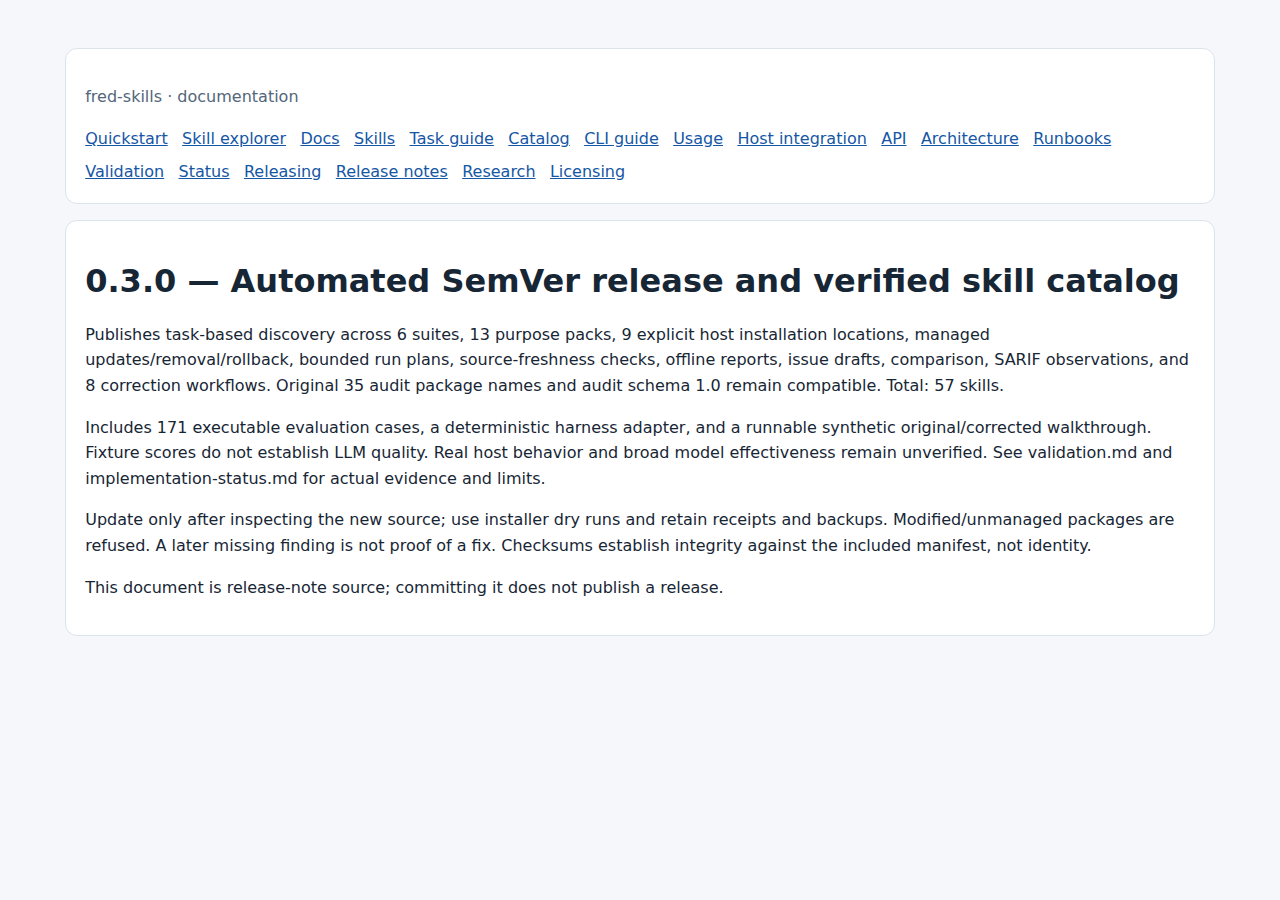 fred-skills · documentation
Quickstart Skill explorer Docs Skills Task guide Catalog CLI guide Usage Host integration API Architecture Runbooks
Validation Status Releasing Release notes Research Licensing
0.3.0 — Automated SemVer release and verified skill catalog
Publishes task-based discovery across 6 suites, 13 purpose packs, 9 explicit host installation locations, managed
updates/removal/rollback, bounded run plans, source-freshness checks, offline reports, issue drafts, comparison, SARIF observations, and
8 correction workflows. Original 35 audit package names and audit schema 1.0 remain compatible. Total: 57 skills.
Includes 171 executable evaluation cases, a deterministic harness adapter, and a runnable synthetic original/corrected walkthrough.
Fixture scores do not establish LLM quality. Real host behavior and broad model effectiveness remain unverified. See validation.md and
implementation-status.md for actual evidence and limits.
Update only after inspecting the new source; use installer dry runs and retain receipts and backups. Modified/unmanaged packages are
refused. A later missing finding is not proof of a fix. Checksums establish integrity against the included manifest, not identity.
This document is release-note source; committing it does not publish a release.